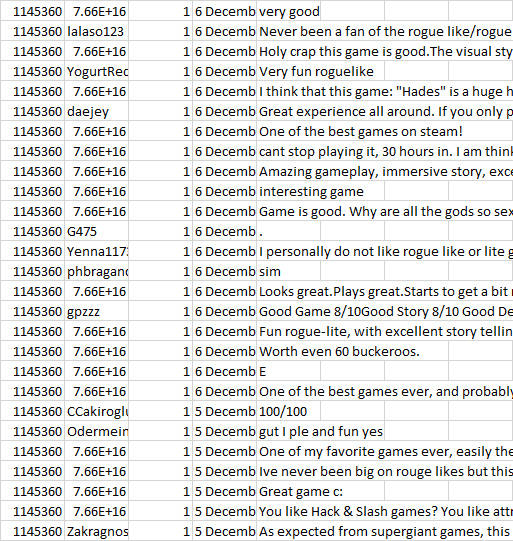 1145360 7.66E+16 1 6 Decemb very good
1145360 lalaso123 1 6 Decemb Never been a fan of the rogue like/rogue
1145360 7.66E+16 1 6 Decemb Holy crap this game is good.The visual sty
1145360 YogurtRec 1 6 Decemb Very fun roguelike
1145360 7.66E+16 1 6 Decemb I think that this game: "Hades" is a huge h
1145360 daejey 1 6 Decemb Great experience all around. If you only p
1145360 7.66E+16 1 6 Decemb One of the best games on steam!
1145360 7.66E+16 1 6 Decemb cant stop playing it, 30 hours in. I am think
1145360 7.66E+16 1 6 Decemb Amazing gameplay, immersive story, exce
1145360 7.66E+16 1 6 Decemb interesting game
1145360 7.66E+16 1 6 Decemb Game is good. Why are all the gods so sex
1145360 G475 1 6 Decemb .
1145360 Yenna1173 1 6 Decemb I personally do not like rogue like or lite g
1145360 phbraganc 1 6 Decemb sim
1145360 7.66E+16 1 6 Decemb Looks great.Plays great.Starts to get a bit r
1145360 gpzzz 1 6 Decemb Good Game 8/10Good Story 8/10 Good De
1145360 7.66E+16 1 6 Decemb Fun rogue-lite, with excellent story tellin
1145360 7.66E+16 1 6 Decemb Worth even 60 buckeroos.
1145360 7.66E+16 1 6 Decemb E
1145360 7.66E+16 1 6 Decemb One of the best games ever, and probably
1145360 CCakiroglu 1 5 Decemb 100/100
1145360 Odermein 1 5 Decemb gut I ple and fun yes
1145360 7.66E+16 1 5 Decemb One of my favorite games ever, easily the
1145360 7.66E+16 1 5 Decemb Ive never been big on rouge likes but this
1145360 7.66E+16 1 5 Decemb Great game c:
1145360 7.66E+16 1 5 Decemb You like Hack & Slash games? You like attr
1145360 Zakragnos 1 5 Decemb As expected from supergiant games, this